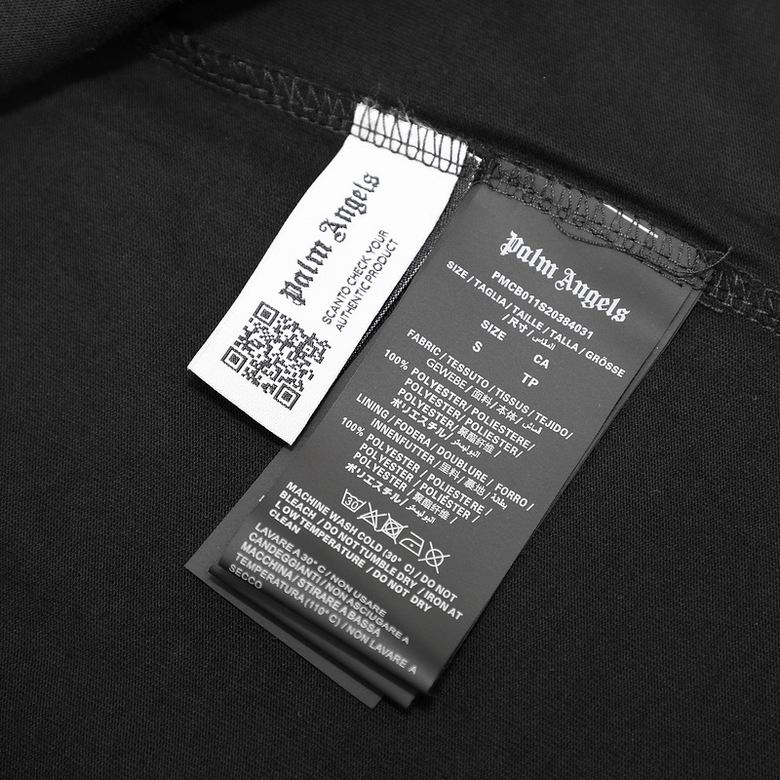 Palm Angels
SCAN TO CHECK YOUR
AUTHENTIC PRODUCT
Palm Angels
PMCB011S20384031
SIZE / TAGLIA / TAILLE / TALLA / GRÖSSE
/ 尺寸 / المقاس
SIZE CA
S TP
FABRIC / TESSUTO / TISSUS / TEJIDO /
GEWEBE / 面料 / 本体 / قماش
100% POLYESTER / POLIESTERE /
POLYESTER / POLIÉSTER /
POLYESTER / 聚酯纤维 /
ポリエステル / البوليستر
LINING / FODERA / DOUBLURE / FORRO /
INNENFUTTER / 里料 / 裏地 / بطانة
100% POLYESTER / POLIESTERE /
POLYESTER / POLIÉSTER /
POLYESTER / 聚酯纤维 /
ポリエステル / البوليستر
30
MACHINE WASH COLD (30° C) / DO NOT
BLEACH / DO NOT TUMBLE DRY / IRON AT
LOW TEMPERATURE / DO NOT DRY
CLEAN
LAVARE A 30° C / NON USARE
CANDEGGIANTI / NON ASCIUGARE A
MACCHINA / STIRARE A BASSA
TEMPERATURA (110° C) / NON LAVARE A
SECCO